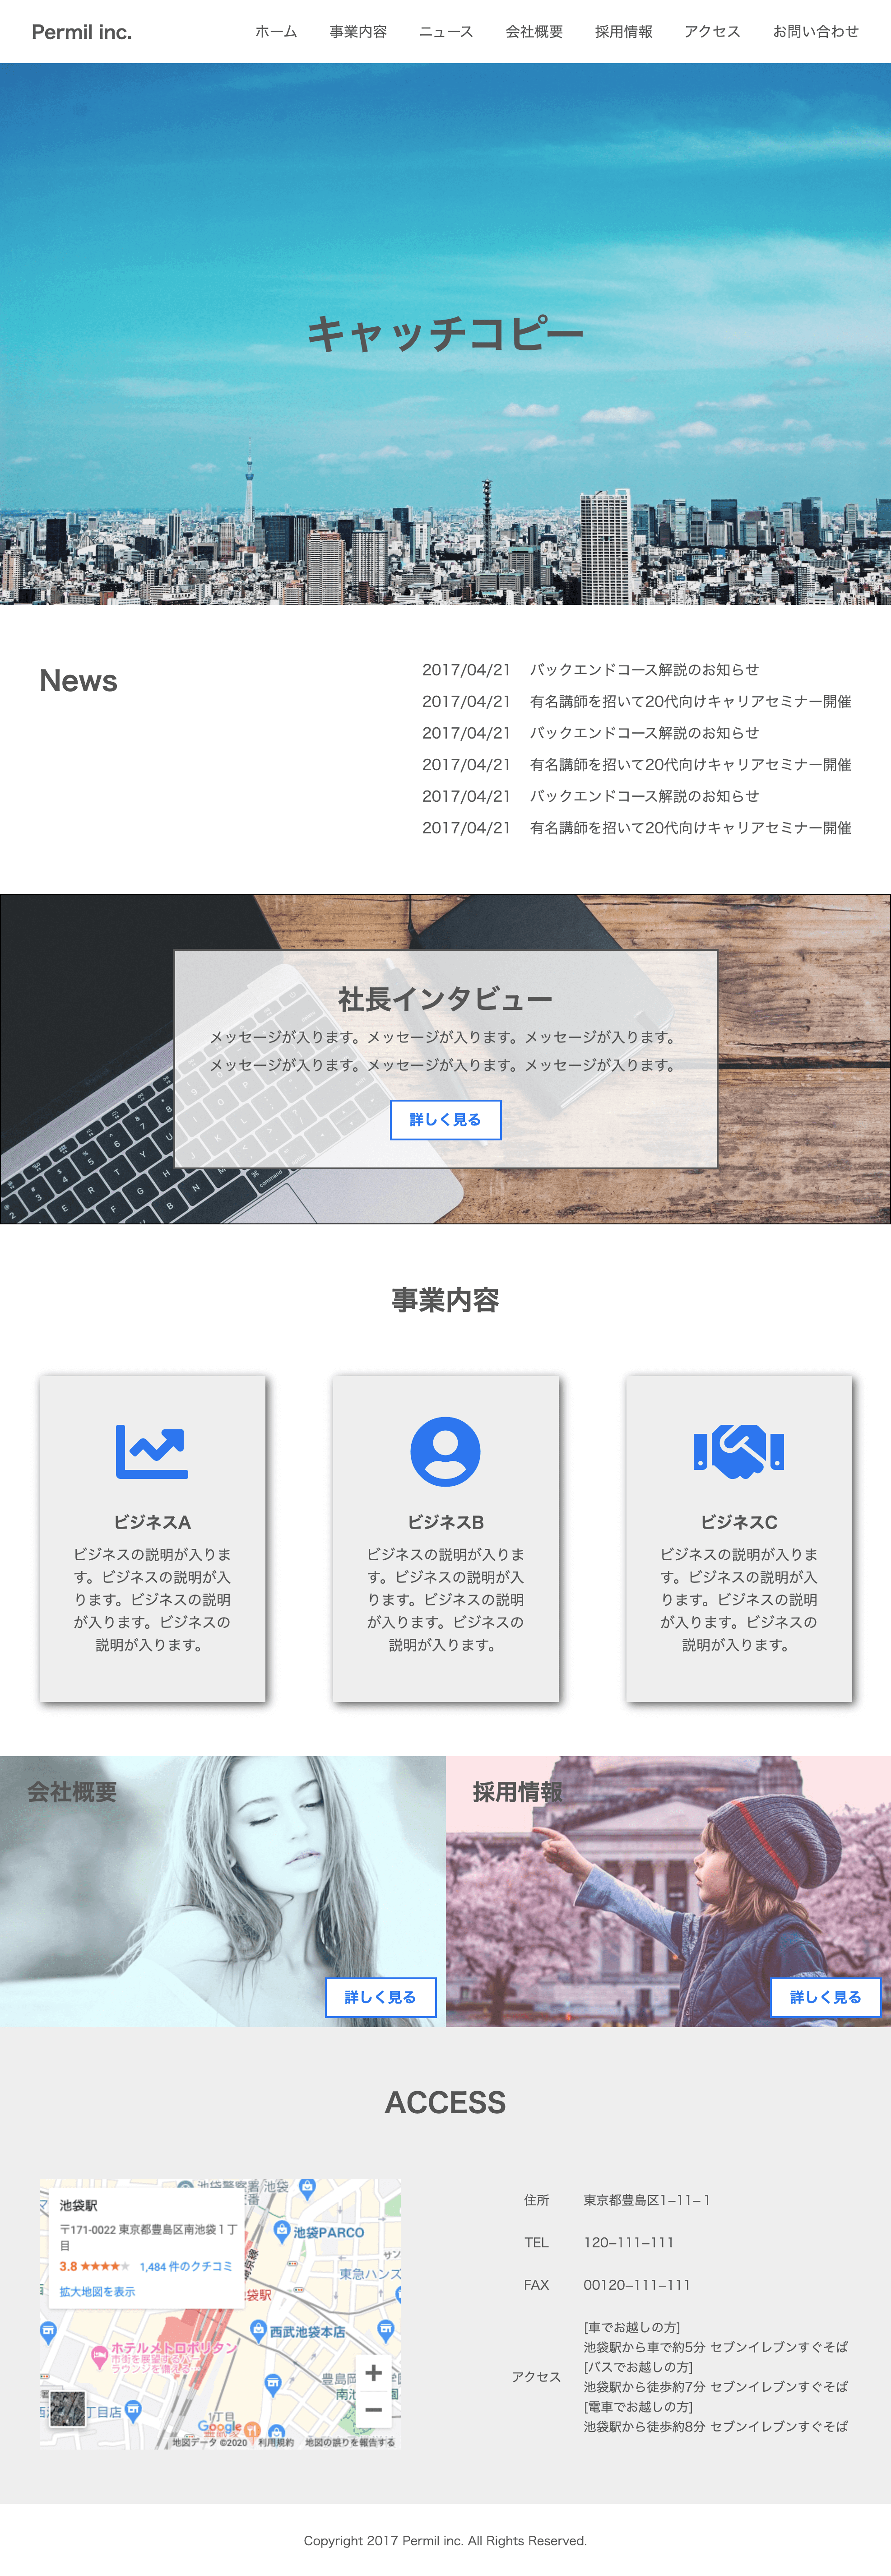 Permil inc.
ホーム 事業内容 ニュース 会社概要 採用情報 アクセス お問い合わせ
キャッチコピー
News
2017/04/21 バックエンドコース解説のお知らせ
2017/04/21 有名講師を招いて20代向けキャリアセミナー開催
2017/04/21 バックエンドコース解説のお知らせ
2017/04/21 有名講師を招いて20代向けキャリアセミナー開催
2017/04/21 バックエンドコース解説のお知らせ
2017/04/21 有名講師を招いて20代向けキャリアセミナー開催
社長インタビュー
メッセージが入ります。メッセージが入ります。メッセージが入ります。
メッセージが入ります。メッセージが入ります。メッセージが入ります。
詳しく見る
事業内容
ビジネスA
ビジネスの説明が入りま
す。ビジネスの説明が入
ります。ビジネスの説明
が入ります。ビジネスの
説明が入ります。
ビジネスB
ビジネスの説明が入りま
す。ビジネスの説明が入
ります。ビジネスの説明
が入ります。ビジネスの
説明が入ります。
ビジネスC
ビジネスの説明が入りま
す。ビジネスの説明が入
ります。ビジネスの説明
が入ります。ビジネスの
説明が入ります。
会社概要
詳しく見る
採用情報
詳しく見る
ACCESS
池袋駅
〒171-0022 東京都豊島区南池袋1丁
目
3.8 ★★★★★ 1,484 件のクチコミ
拡大地図を表示
池袋PARCO
東急ハンズ
西武池袋本店
ホテルメトロポリタン
市街を展望するバー
ラウンジを備える…
1丁目
Google
地図データ ©2020 利用規約 地図の誤りを報告する
住所 東京都豊島区1−11−1
TEL 120−111−111
FAX 00120−111−111
アクセス
[車でお越しの方]
池袋駅から車で約5分 セブンイレブンすぐそば
[バスでお越しの方]
池袋駅から徒歩約7分 セブンイレブンすぐそば
[電車でお越しの方]
池袋駅から徒歩約8分 セブンイレブンすぐそば
Copyright 2017 Permil inc. All Rights Reserved.